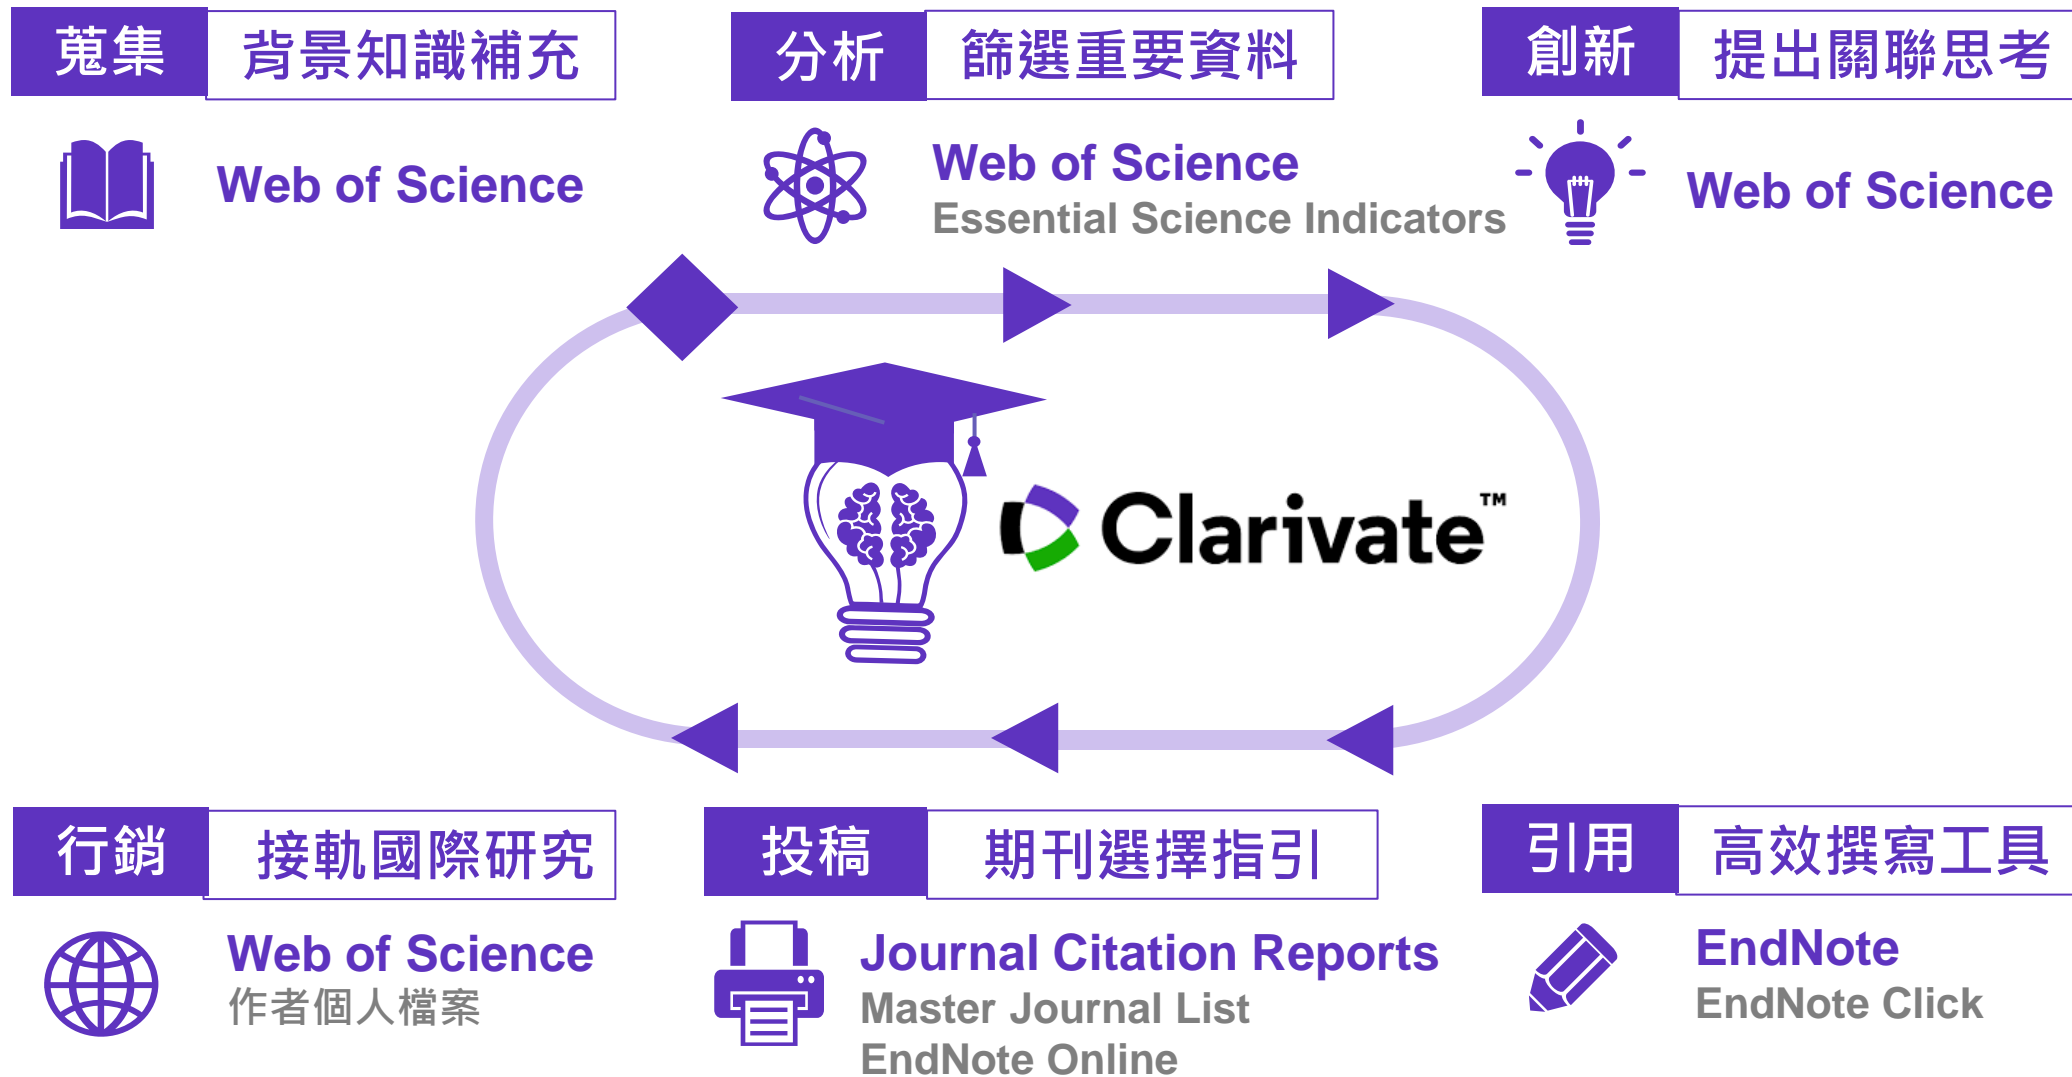 蒐集 背景知識補充
Web of Science
分析 篩選重要資料
Web of Science
Essential Science Indicators
創新 提出關聯思考
Web of Science
Clarivate™
行銷 接軌國際研究
Web of Science
作者個人檔案
投稿 期刊選擇指引
Journal Citation Reports
Master Journal List
EndNote Online
引用 高效撰寫工具
EndNote
EndNote Click